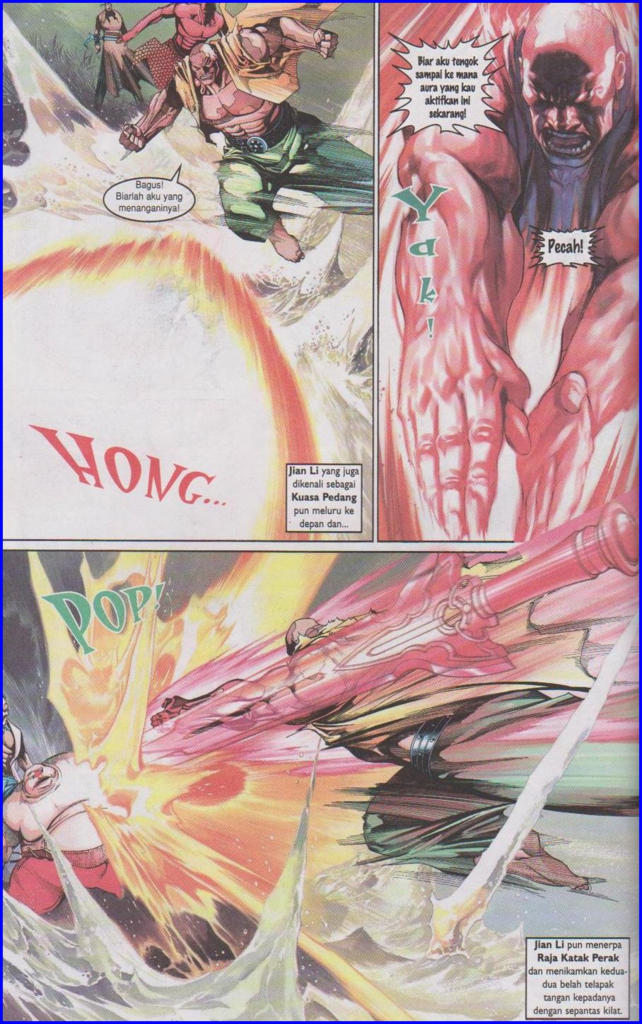 Bagus!
Biarlah aku yang
menanganinya!
HONG...
Jian Li yang juga
dikenali sebagai
Kuasa Pedang
pun meluru ke
depan dan...
Biar aku tengok
sampai ke mana
aura yang kau
aktifkan ini
sekarang!
Yak!
Pecah!
POP!
Jian Li pun menerpa
Raja Katak Perak
dan menikamkan kedua-
dua belah telapak
tangan kepadanya
dengan sepantas kilat.